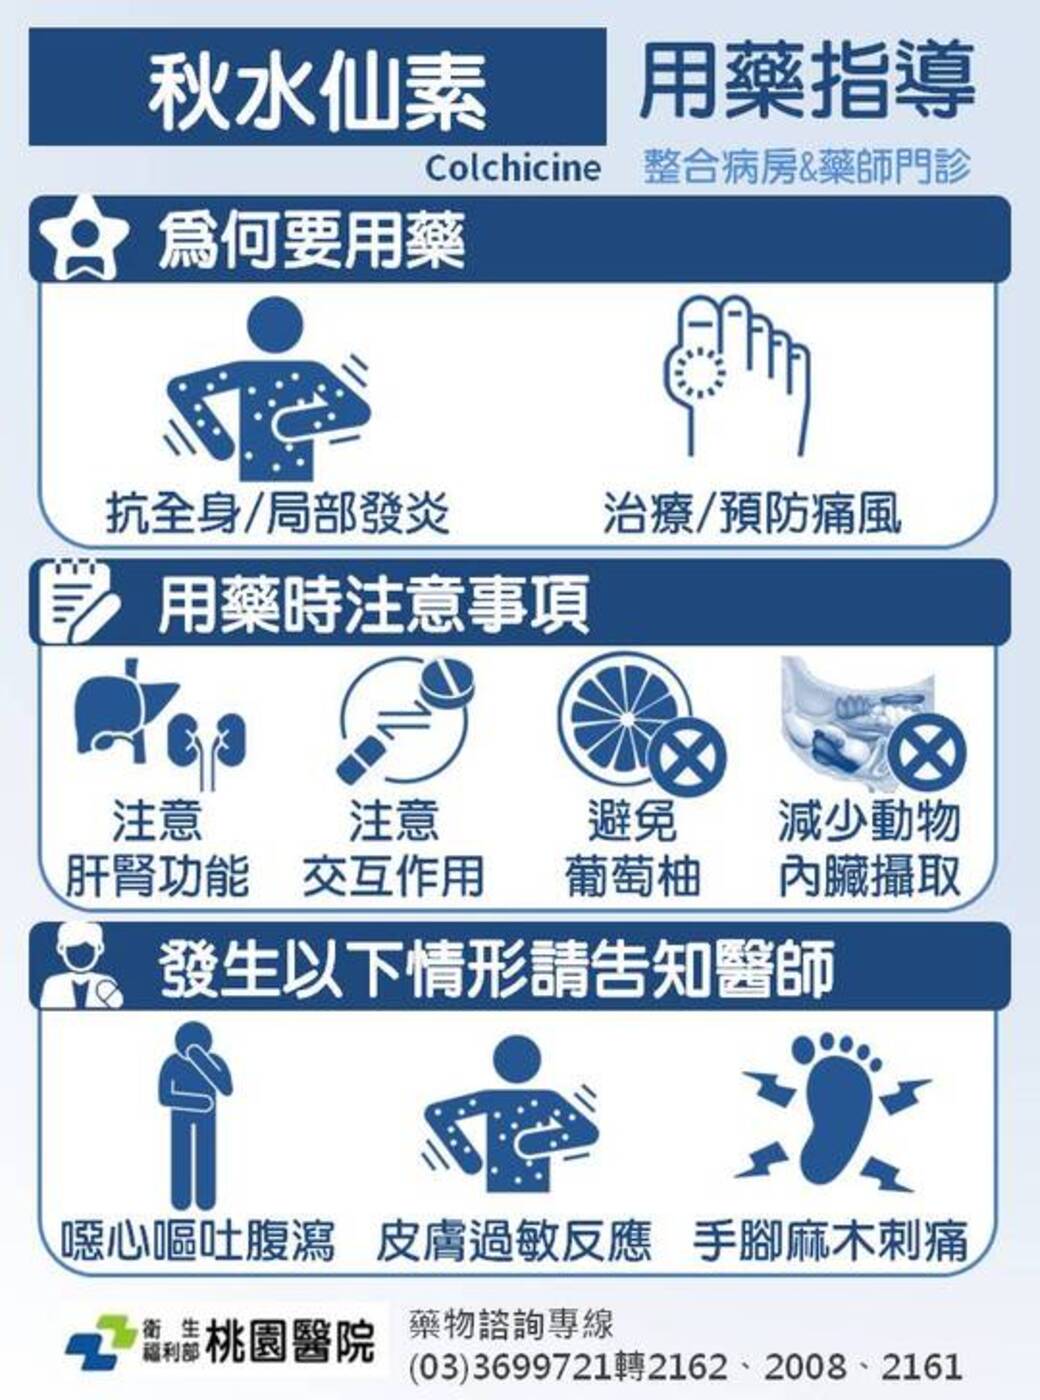 秋水仙素
用藥指導
Colchicine
整合病房&藥師門診
為何要用藥
抗全身/局部發炎
治療/預防痛風
用藥時注意事項
注意
肝腎功能
注意
交互作用
避免
葡萄柚
減少動物
內臟攝取
發生以下情形請告知醫師
噁心嘔吐腹瀉
皮膚過敏反應
手腳麻木刺痛
衛生
福利部
桃園醫院
藥物諮詢專線
(03)3699721轉2162、2008、2161